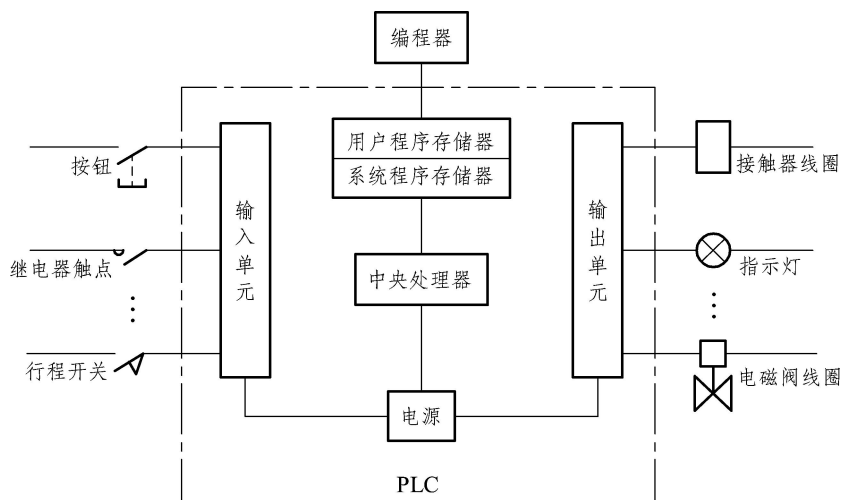 编程器
用户程序存储器
系统程序存储器
按钮
接触器线圈
输入单元
输出单元
继电器触点
中央处理器
指示灯
行程开关
电磁阀线圈
电源
PLC